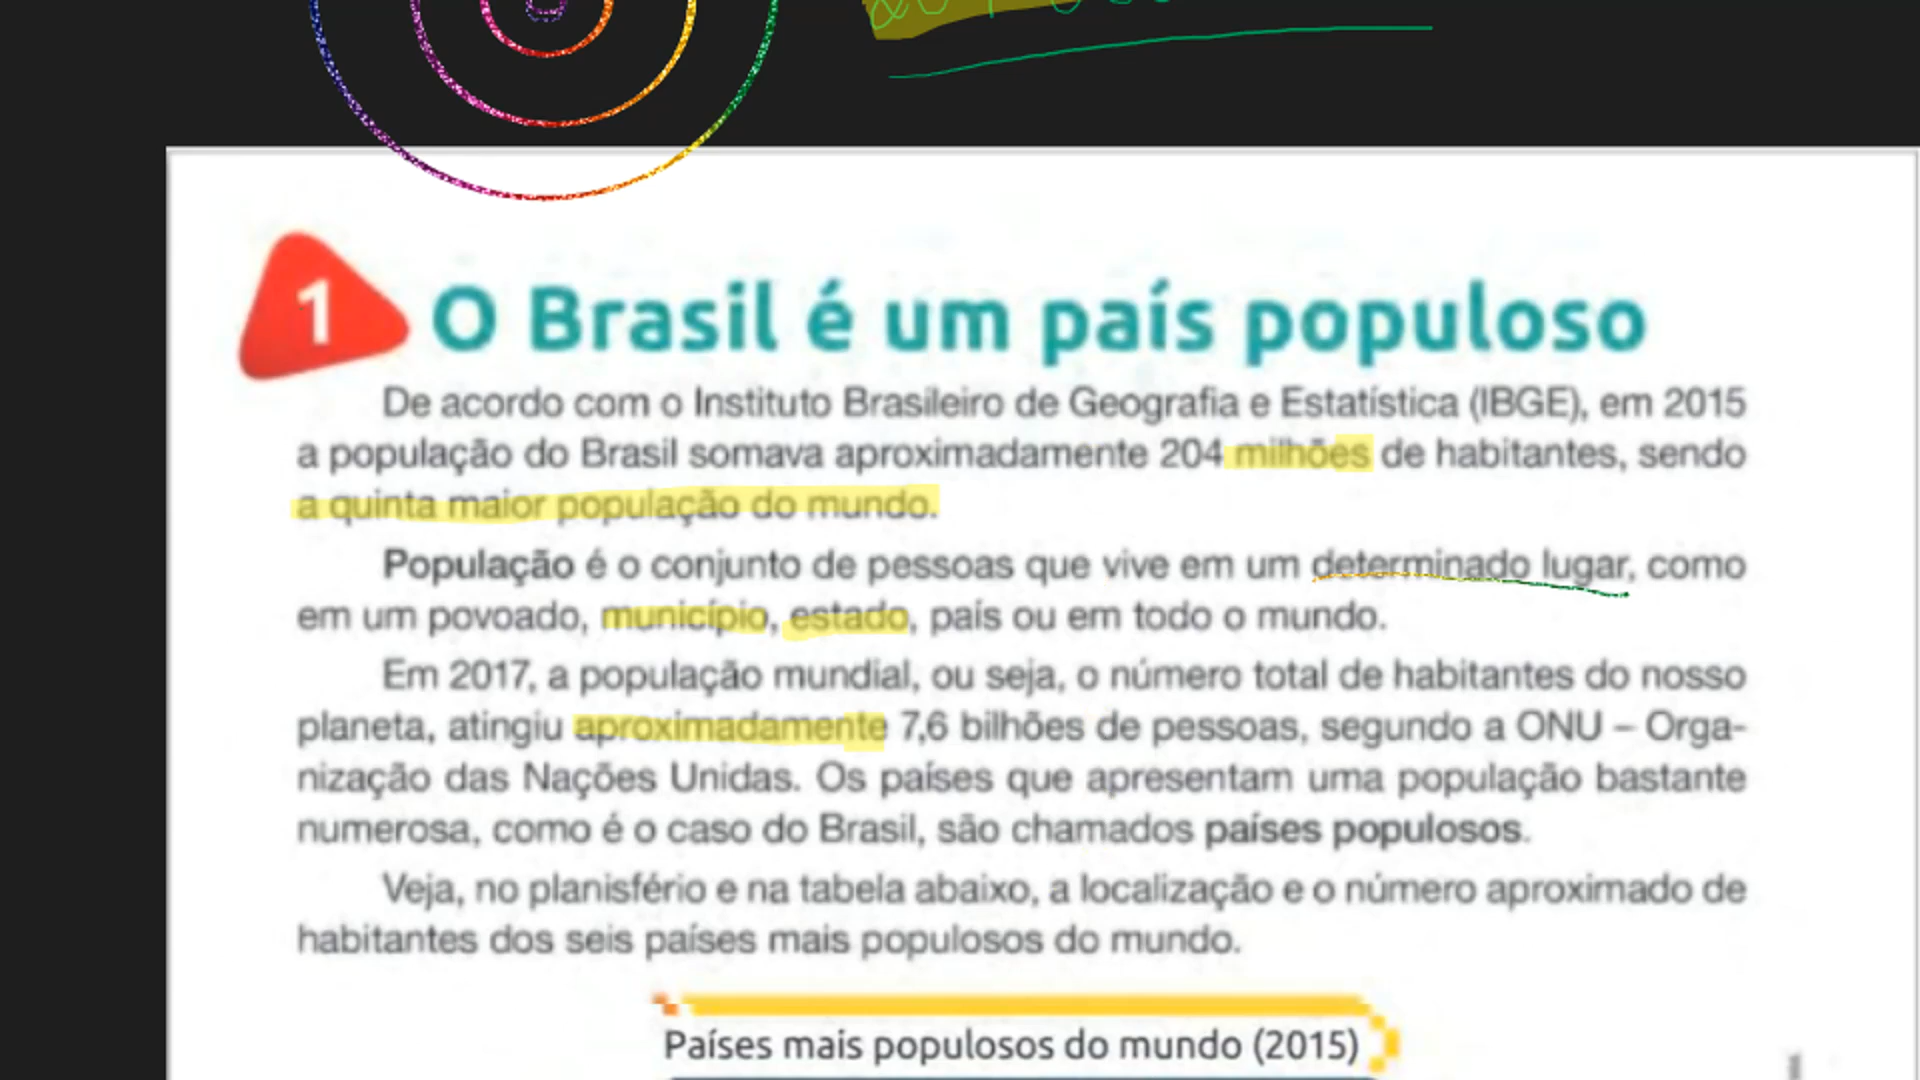 1 O Brasil é um país populoso
De acordo com o Instituto Brasileiro de Geografia e Estatística (IBGE), em 2015
a população do Brasil somava aproximadamente 204 milhões de habitantes, sendo
a quinta maior população do mundo.
População é o conjunto de pessoas que vive em um determinado lugar, como
em um povoado, município, estado, país ou em todo o mundo.
Em 2017, a população mundial, ou seja, o número total de habitantes do nosso
planeta, atingiu aproximadamente 7,6 bilhões de pessoas, segundo a ONU – Orga-
nização das Nações Unidas. Os países que apresentam uma população bastante
numerosa, como é o caso do Brasil, são chamados países populosos.
Veja, no planisfério e na tabela abaixo, a localização e o número aproximado de
habitantes dos seis países mais populosos do mundo.
Países mais populosos do mundo (2015)